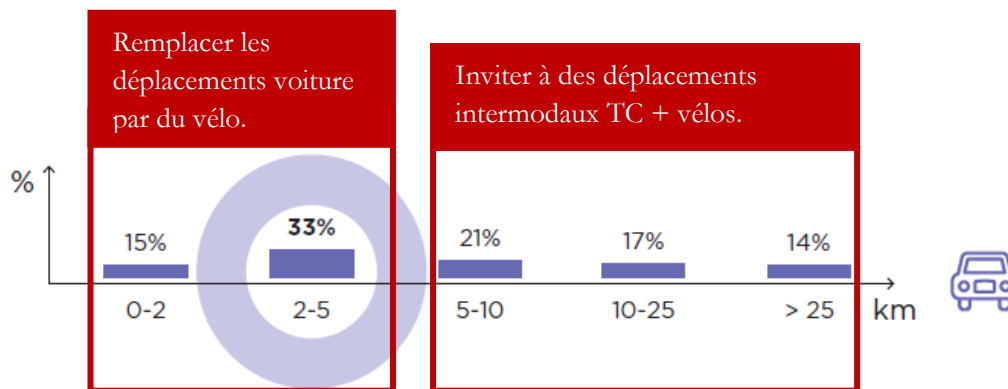 Remplacer les
déplacements voiture
par du vélo.
Inviter à des déplacements
intermodaux TC + vélos.
%
15%
33%
21%
17%
14%
0-2
2-5
5-10
10-25
> 25
km